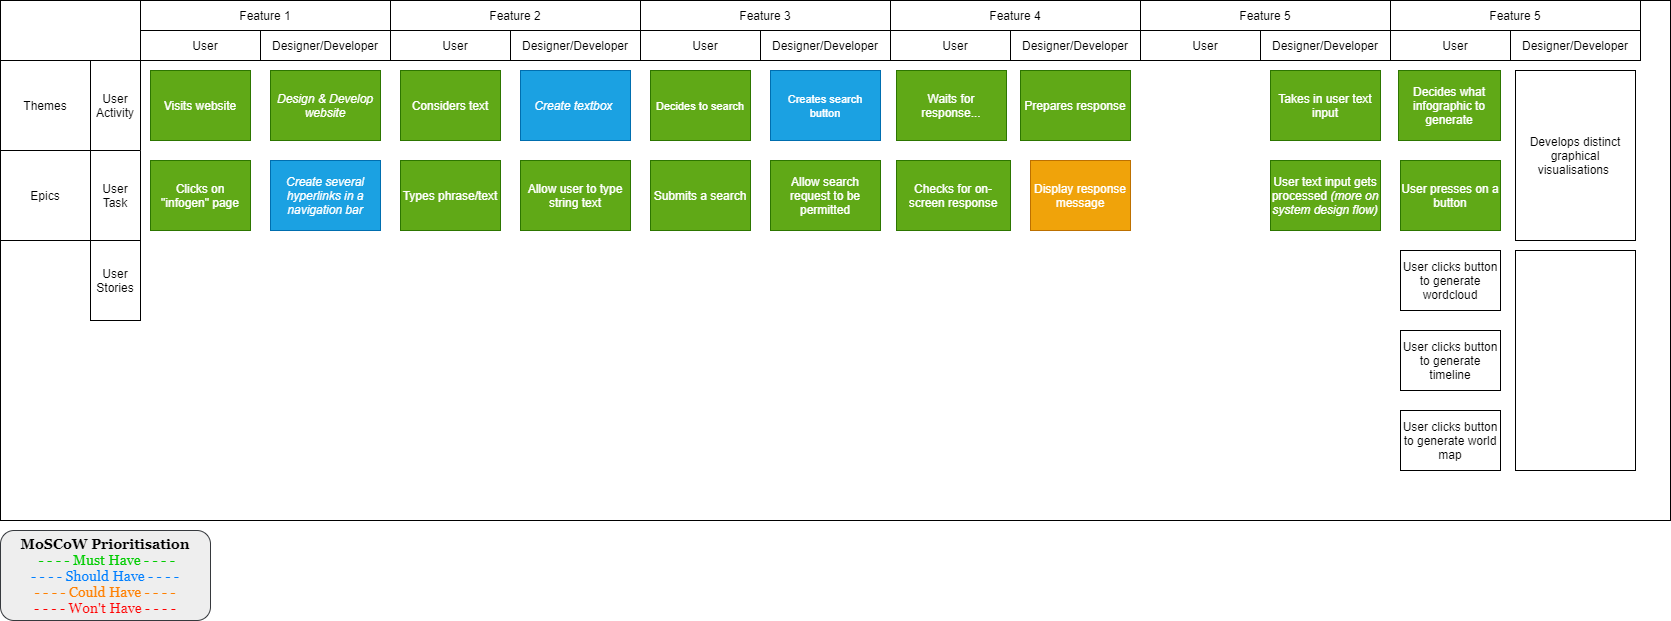 Feature 1
Feature 2
Feature 3
Feature 4
Feature 5
Feature 5
User
Designer/Developer
User
Designer/Developer
User
Designer/Developer
User
Designer/Developer
User
Designer/Developer
User
Designer/Developer
Themes
User
Activity
Visits website
Design & Develop
website
Considers text
Create textbox
Decides to search
Creates search
button
Waits for
response...
Prepares response
Takes in user text
input
Decides what
infographic to
generate
Develops distinct
graphical
visualisations
Epics
User
Task
Clicks on
"infogen" page
Create several
hyperlinks in a
navigation bar
Types phrase/text
Allow user to type
string text
Submits a search
Allow search
request to be
permitted
Checks for on-
screen response
Display response
message
User text input gets
processed (more on
system design flow)
User presses on a
button
User
Stories
User clicks button
to generate
wordcloud
User clicks button
to generate
timeline
User clicks button
to generate world
map
MoSCoW Prioritisation
- - - - Must Have - - - -
- - - - Should Have - - - -
- - - - Could Have - - - -
- - - - Won't Have - - - -